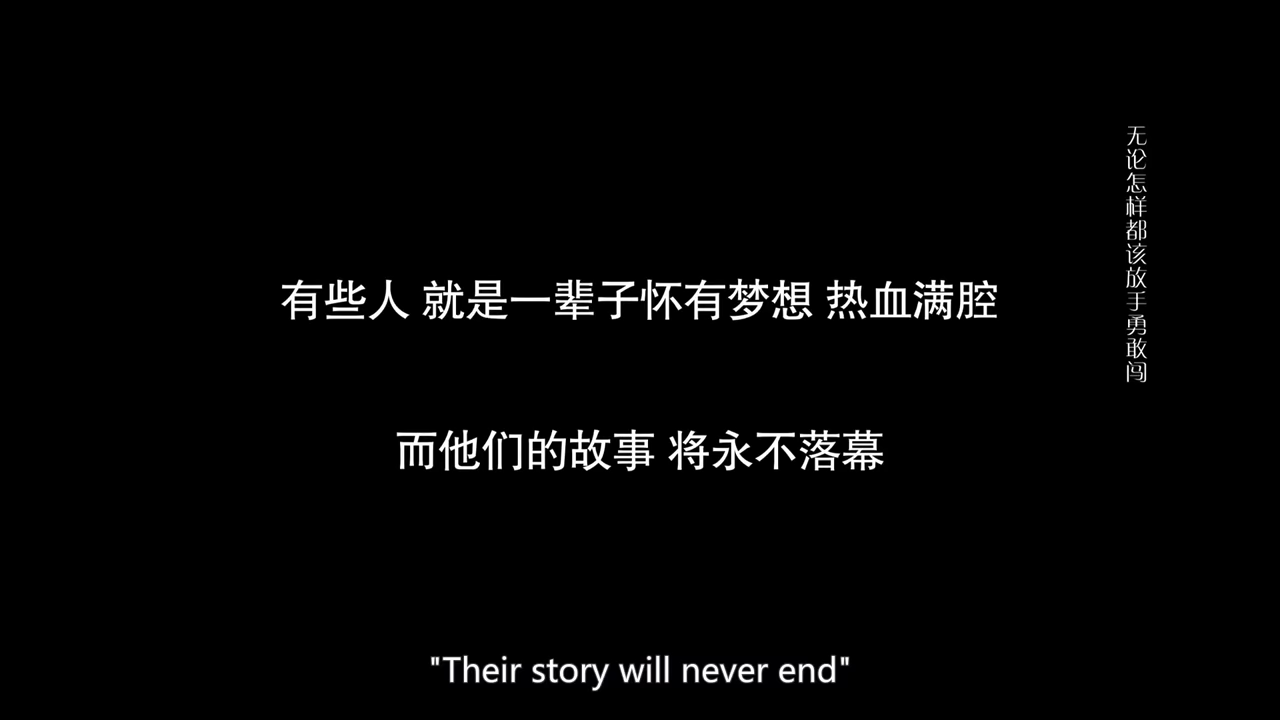 无论怎样都该放手勇敢闯
有些人 就是一辈子怀有梦想 热血满腔
而他们的故事 将永不落幕
"Their story will never end"